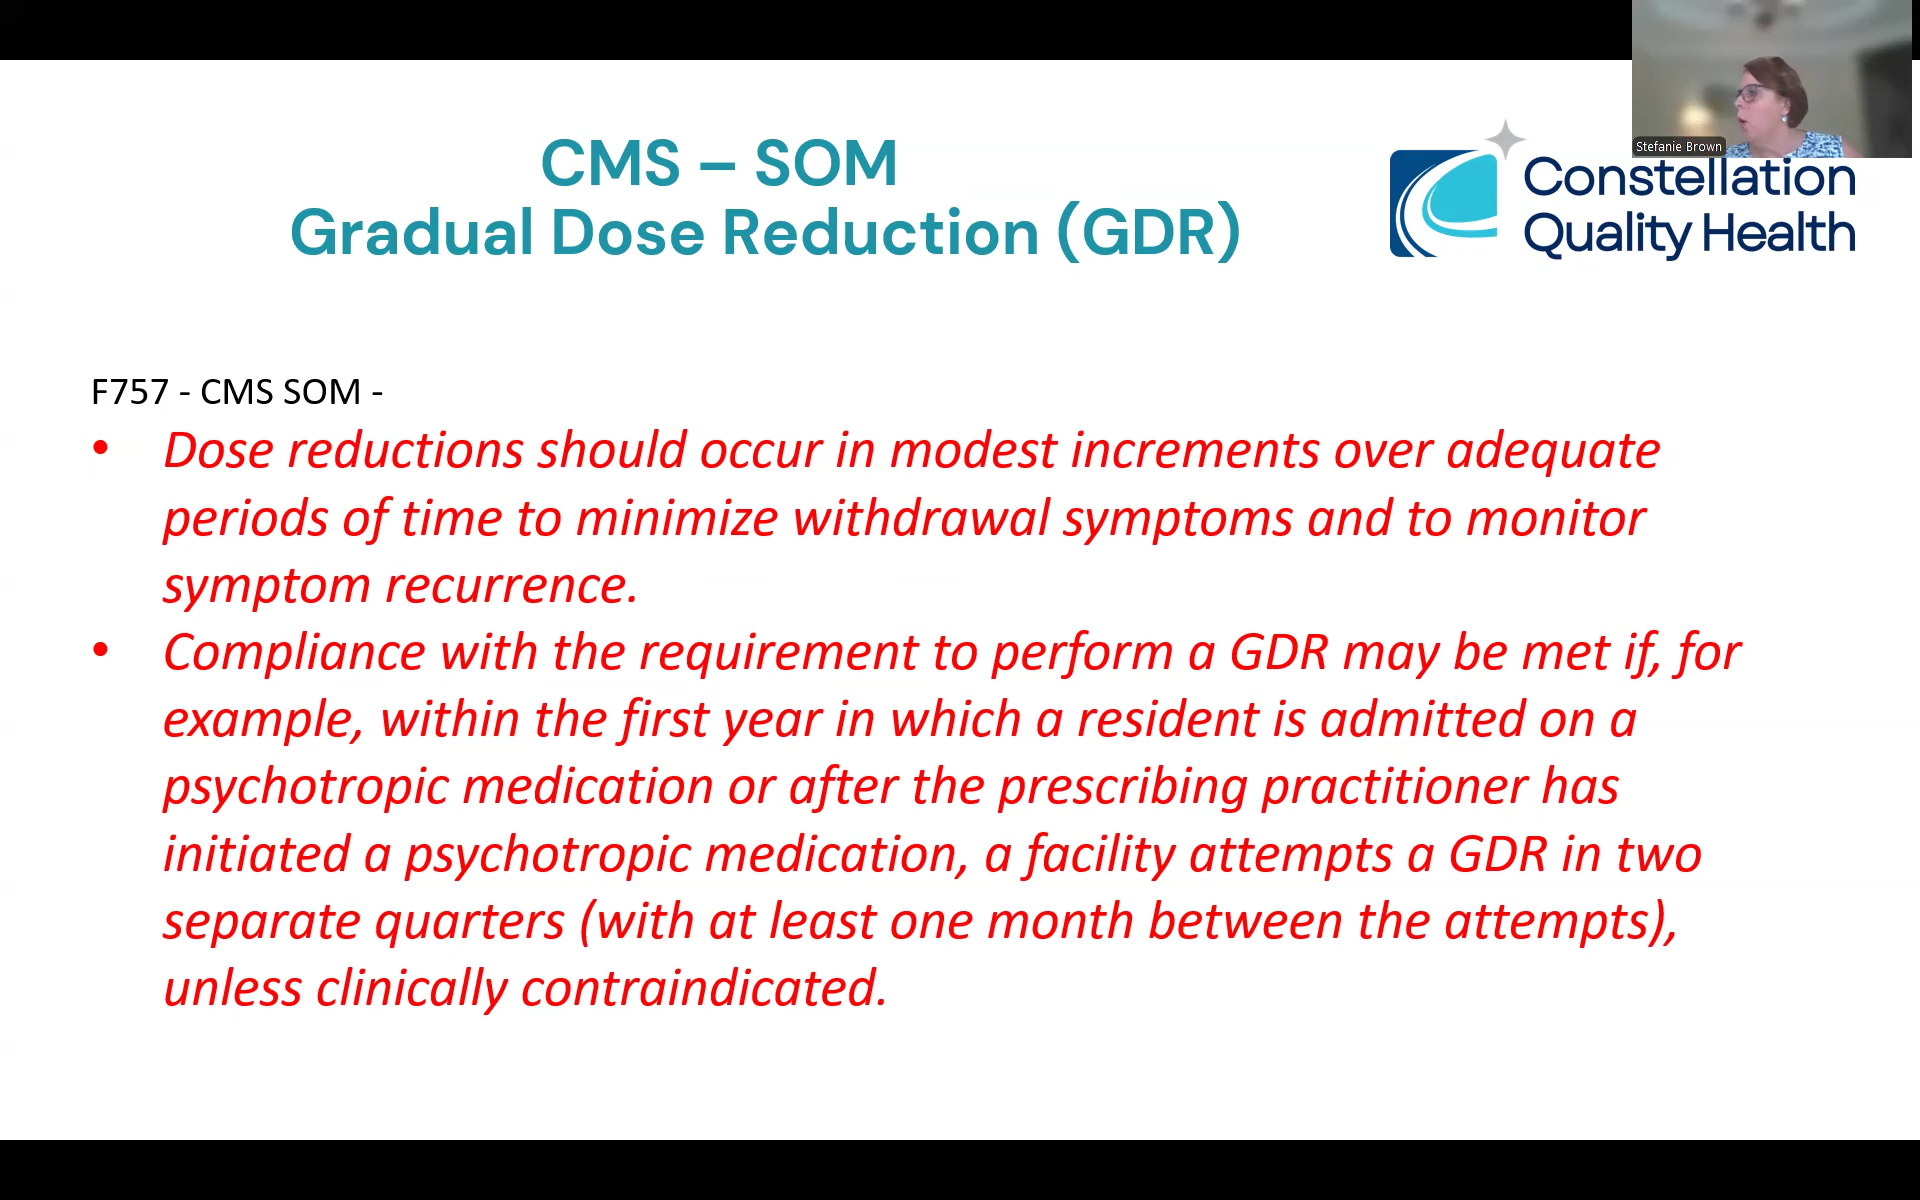 Stefanie Brown
CMS – SOM
Gradual Dose Reduction (GDR)
Constellation
Quality Health
F757 - CMS SOM -
• Dose reductions should occur in modest increments over adequate
periods of time to minimize withdrawal symptoms and to monitor
symptom recurrence.
• Compliance with the requirement to perform a GDR may be met if, for
example, within the first year in which a resident is admitted on a
psychotropic medication or after the prescribing practitioner has
initiated a psychotropic medication, a facility attempts a GDR in two
separate quarters (with at least one month between the attempts),
unless clinically contraindicated.